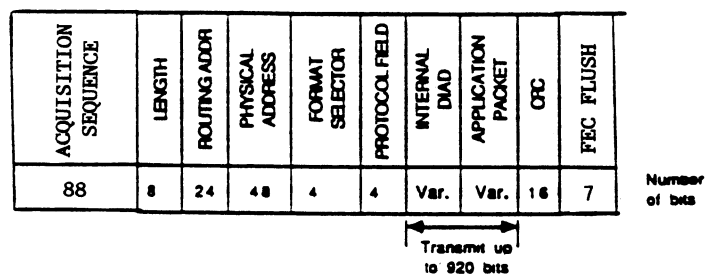 ACQUISITION
SEQUENCE
LENGTH
ROUTING ADDR
PHYSICAL
ADDRESS
FORMAT
SELECTOR
PROTOCOL FIELD
INTERNAL
DIAD
APPLICATION
PACKET
CRC
FEC FLUSH
88 8 24 48 4 4 Var. Var. 16 7
Number
of bits
Transmit up
to 920 bits